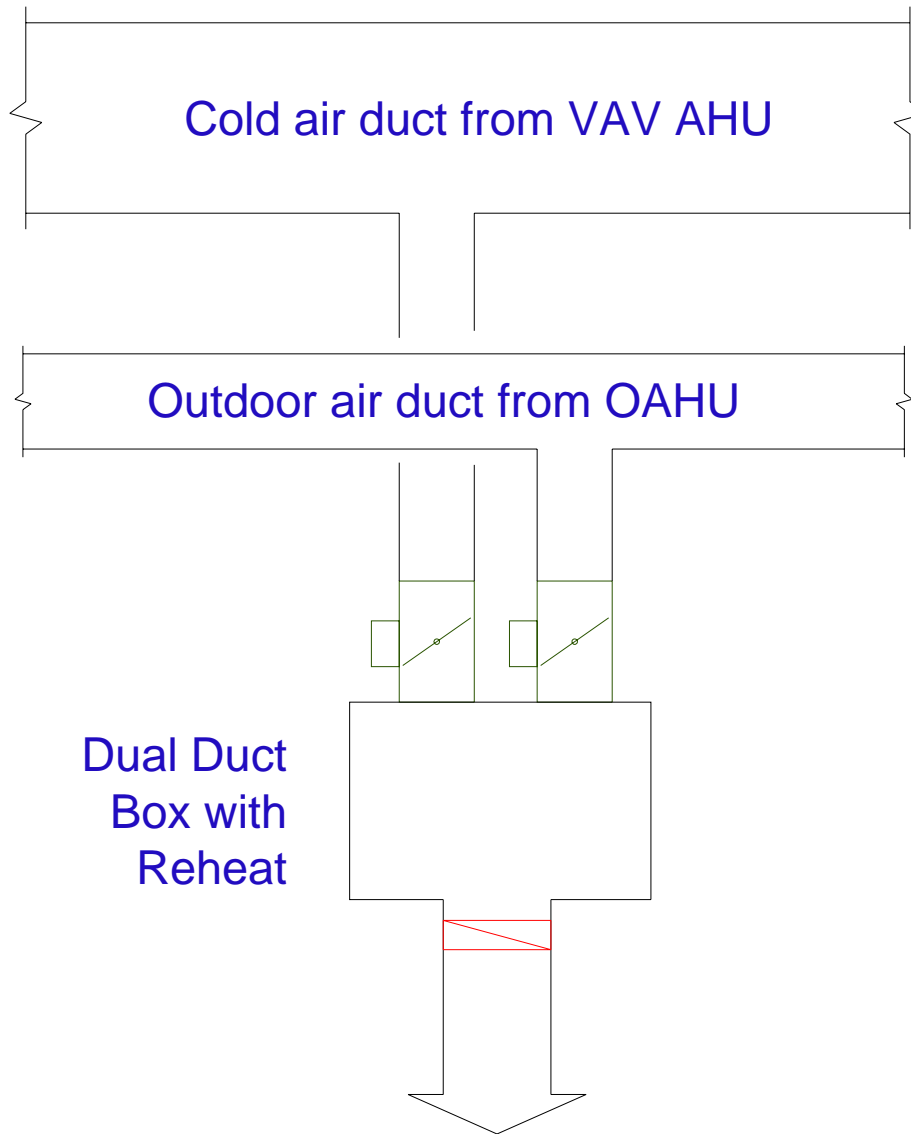 Cold air duct from VAV AHU
Outdoor air duct from OAHU
Dual Duct
Box with
Reheat